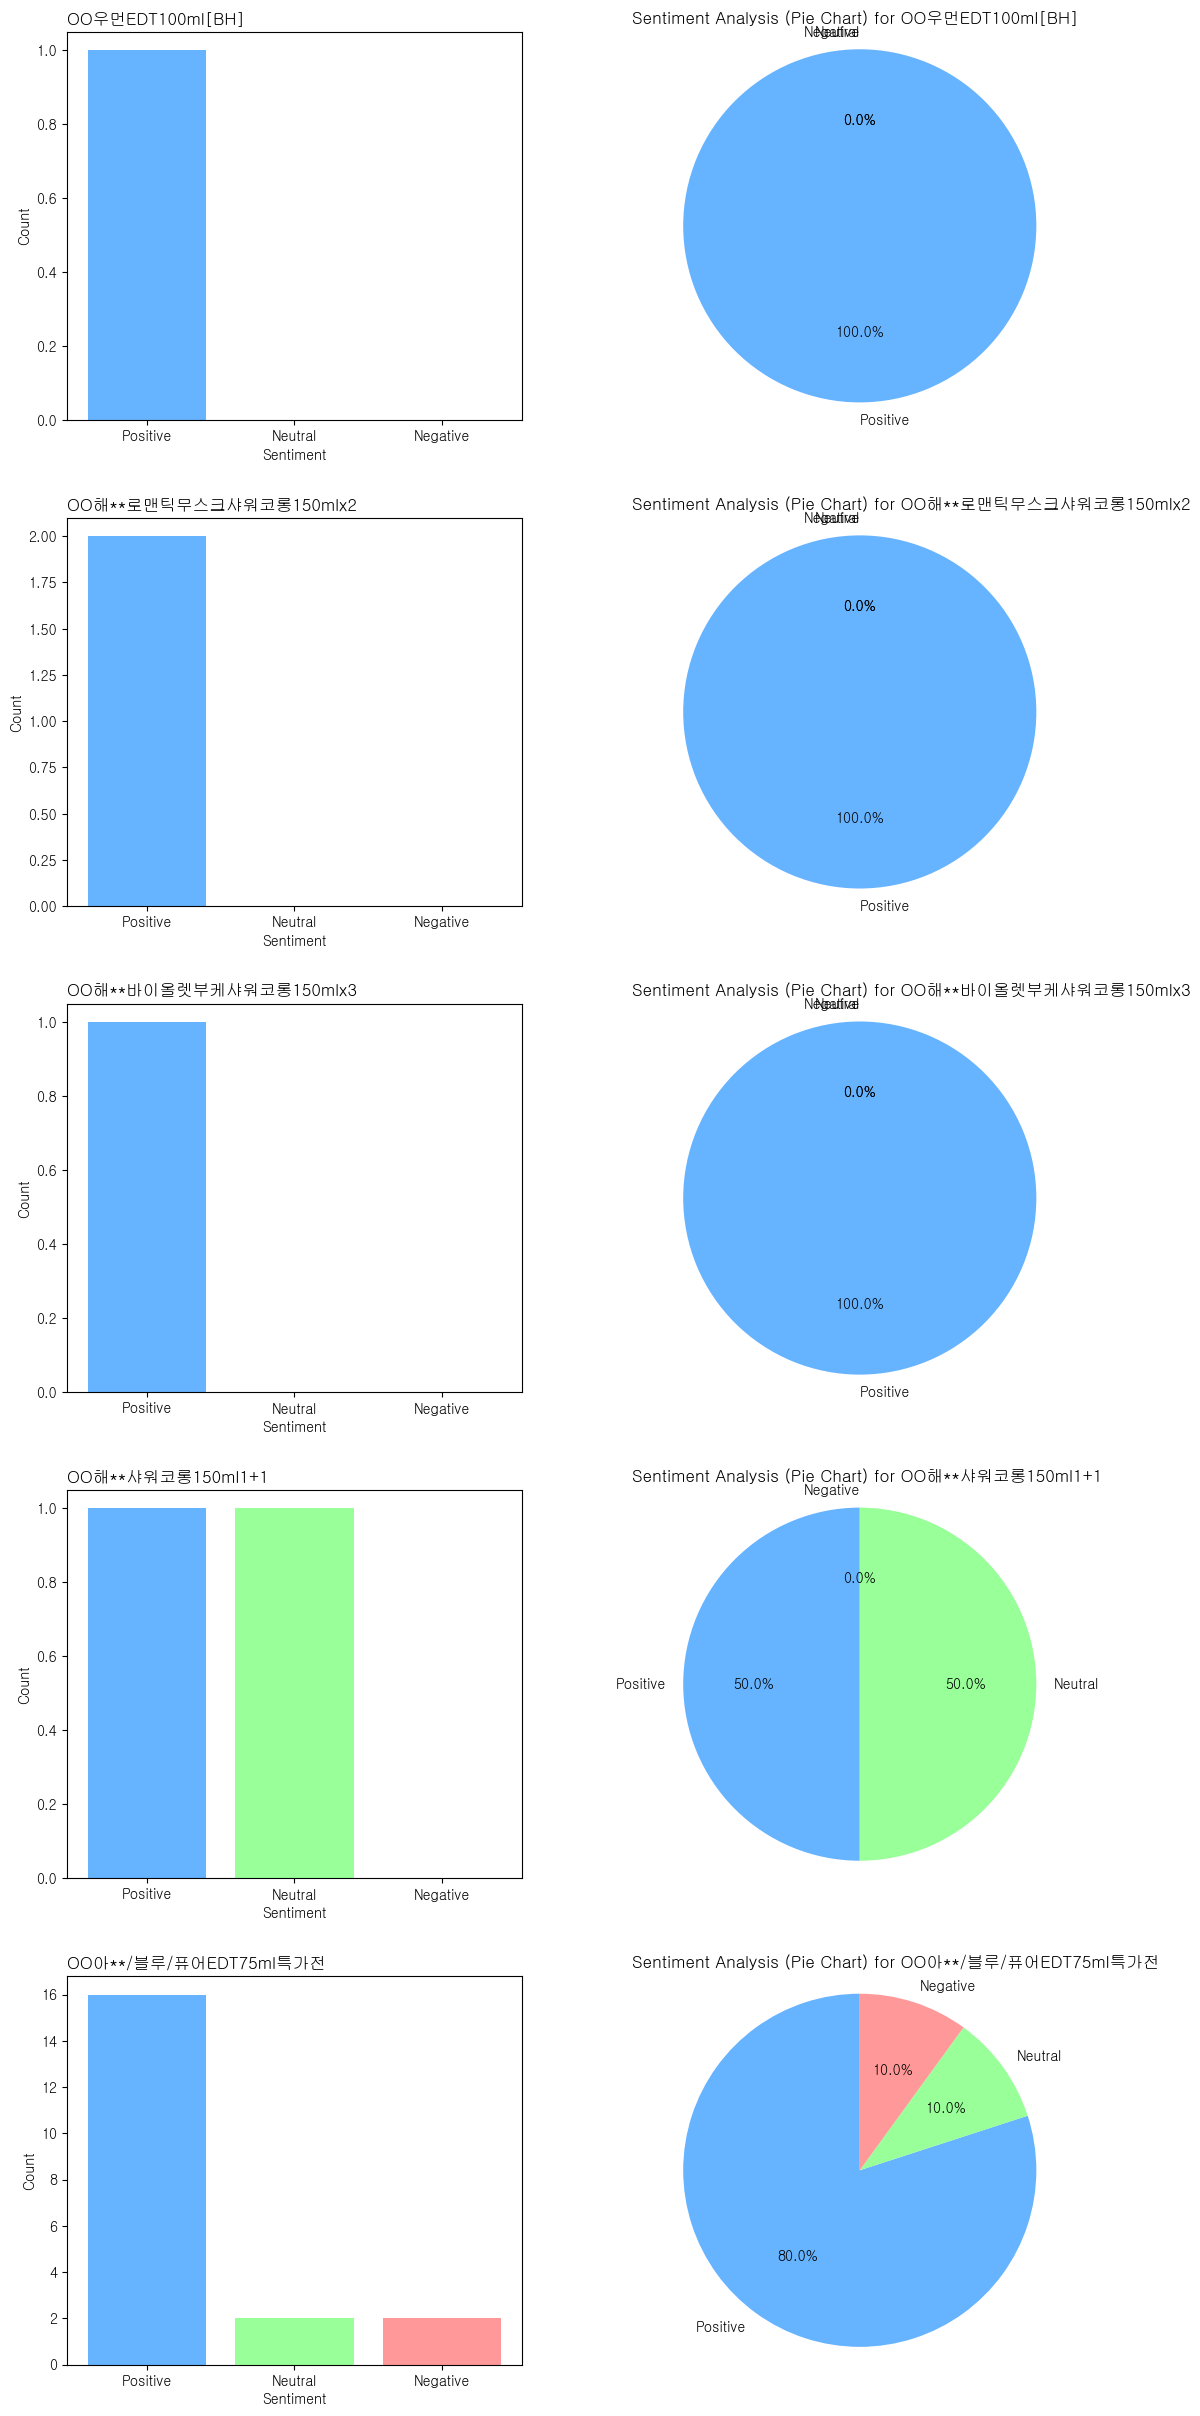 OO우먼EDT100ml[BH]
1.0
0.8
0.6
0.4
0.2
0.0
Count
Positive
Neutral
Negative
Sentiment
Sentiment Analysis (Pie Chart) for OO우먼EDT100ml[BH]
Negative
Neutral
0.0%
0.0%
100.0%
Positive
OO해**로맨틱무스크샤워코롱150mlx2
2.00
1.75
1.50
1.25
1.00
0.75
0.50
0.25
0.00
Count
Positive
Neutral
Negative
Sentiment
Sentiment Analysis (Pie Chart) for OO해**로맨틱무스크샤워코롱150mlx2
Negative
Neutral
0.0%
0.0%
100.0%
Positive
OO해**바이올렛부케샤워코롱150mlx3
1.0
0.8
0.6
0.4
0.2
0.0
Count
Positive
Neutral
Negative
Sentiment
Sentiment Analysis (Pie Chart) for OO해**바이올렛부케샤워코롱150mlx3
Negative
Neutral
0.0%
0.0%
100.0%
Positive
OO해**샤워코롱150ml1+1
1.0
0.8
0.6
0.4
0.2
0.0
Count
Positive
Neutral
Negative
Sentiment
Sentiment Analysis (Pie Chart) for OO해**샤워코롱150ml1+1
Negative
0.0%
Positive
50.0%
50.0%
Neutral
OO아**/블루/퓨어EDT75ml특가전
16
14
12
10
8
6
4
2
0
Count
Positive
Neutral
Negative
Sentiment
Sentiment Analysis (Pie Chart) for OO아**/블루/퓨어EDT75ml특가전
Negative
Neutral
10.0%
10.0%
80.0%
Positive